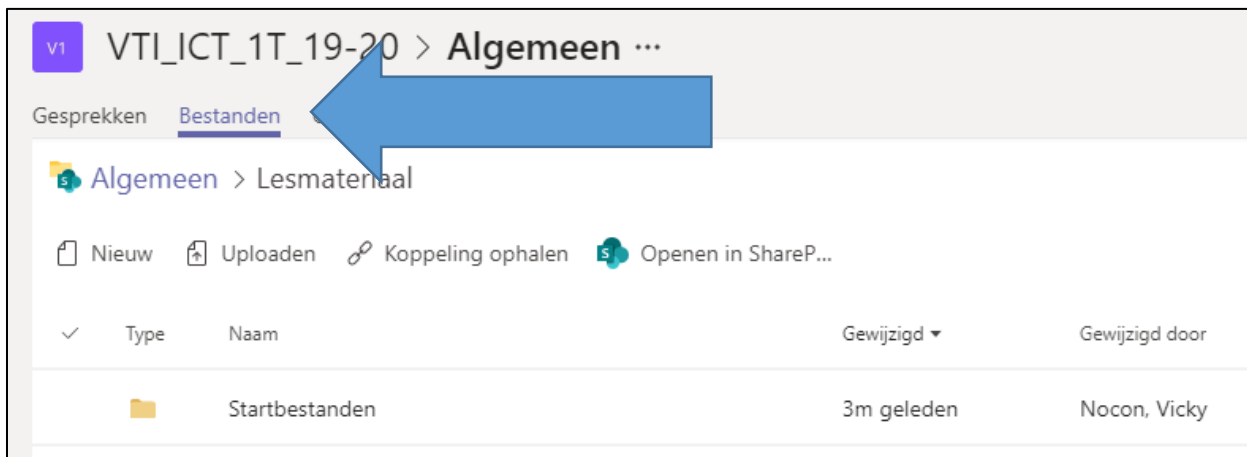 V1 VTI_ICT_1T_19-20 > Algemeen ...
Gesprekken Bestanden
Algemeen > Lesmateriaal
Nieuw Uploaden Koppeling ophalen Openen in ShareP...
Type Naam Gewijzigd Gewijzigd door
Startbestanden 3m geleden Nocon, Vicky